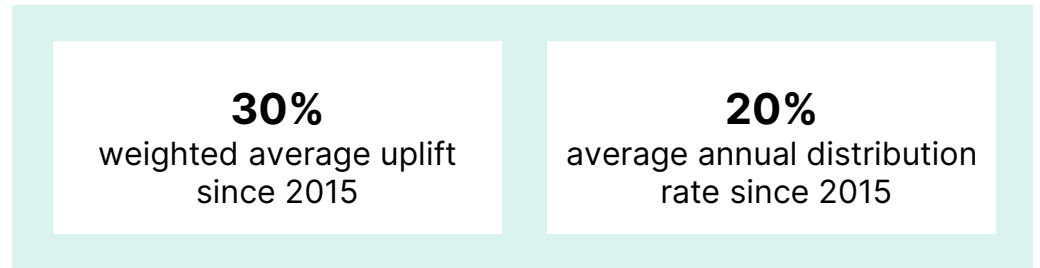 30%
weighted average uplift
since 2015
20%
average annual distribution
rate since 2015